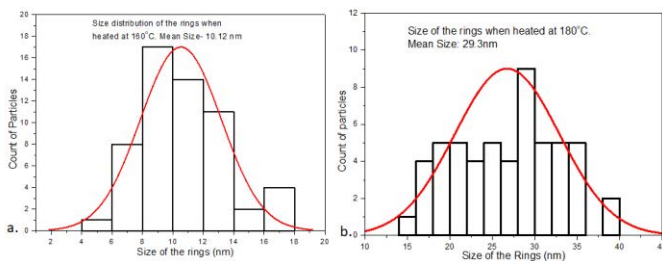 Size distribution of the rings when
heated at 160°C. Mean Size- 10.12 nm
Count of Particles
20
18
16
14
12
10
8
6
4
2
0
2 4 6 8 10 12 14 16 18 20
Size of the rings (nm)
a.
Size of the rings when heated at 180°C.
Mean Size: 29.3nm
Count of particles
12
10
8
6
4
2
0
10 20 30 40
Size of the Rings (nm)
b.